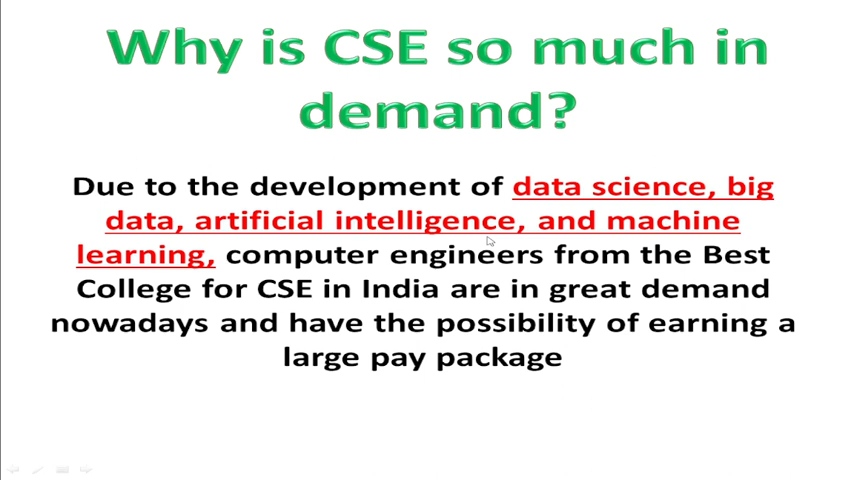 Why is CSE so much in
demand?
Due to the development of data science, big
data, artificial intelligence, and machine
learning, computer engineers from the Best
College for CSE in India are in great demand
nowadays and have the possibility of earning a
large pay package